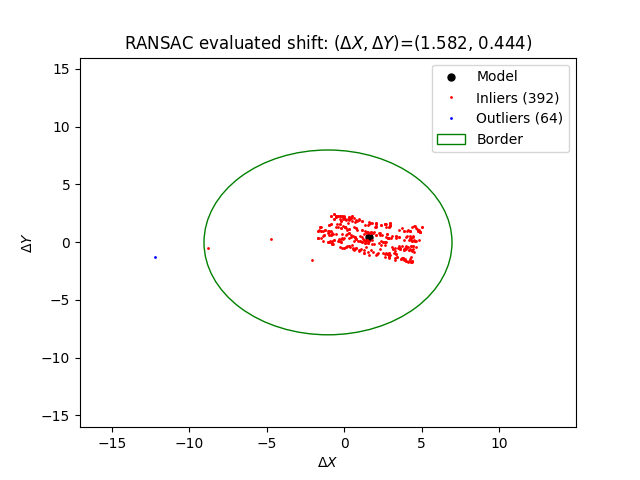 RANSAC evaluated shift: (ΔX, ΔY)=(1.582, 0.444)
Model
Inliers (392)
Outliers (64)
Border
15
10
5
0
−5
−10
−15
ΔY
−15 −10 −5 0 5 10
ΔX